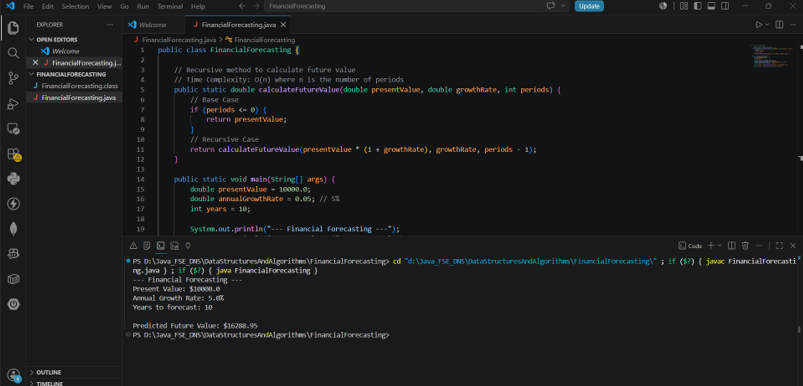 File Edit Selection View Go Run Terminal Help
FinancialForecasting
Update
EXPLORER
OPEN EDITORS
Welcome
FinancialForecasting.j...
FINANCIALFORECASTING
FinancialForecasting.class
FinancialForecasting.java
OUTLINE
TIMELINE
Welcome
FinancialForecasting.java
FinancialForecasting.java > FinancialForecasting
1 public class FinancialForecasting {
2
3 // Recursive method to calculate future value
4 // Time Complexity: O(n) where n is the number of periods
5 public static double calculateFutureValue(double presentValue, double growthRate, int periods) {
6 // Base Case
7 if (periods <= 0) {
8 return presentValue;
9 }
10 // Recursive Case
11 return calculateFutureValue(presentValue * (1 + growthRate), growthRate, periods - 1);
12 }
13
14 public static void main(String[] args) {
15 double presentValue = 10000.0;
16 double annualGrowthRate = 0.05; // 5%
17 int years = 10;
18
19 System.out.println("--- Financial Forecasting ---");
Code
PS D:\Java_FSE_DNS\DataStructuresAndAlgorithms\FinancialForecasting> cd "d:\Java_FSE_DNS\DataStructuresAndAlgorithms\FinancialForecasting\" ; if ($?) { javac FinancialForecasti
ng.java } ; if ($?) { java FinancialForecasting }
--- Financial Forecasting ---
Present Value: $10000.0
Annual Growth Rate: 5.0%
Years to forecast: 10
Predicted Future Value: $16288.95
PS D:\Java_FSE_DNS\DataStructuresAndAlgorithms\FinancialForecasting>